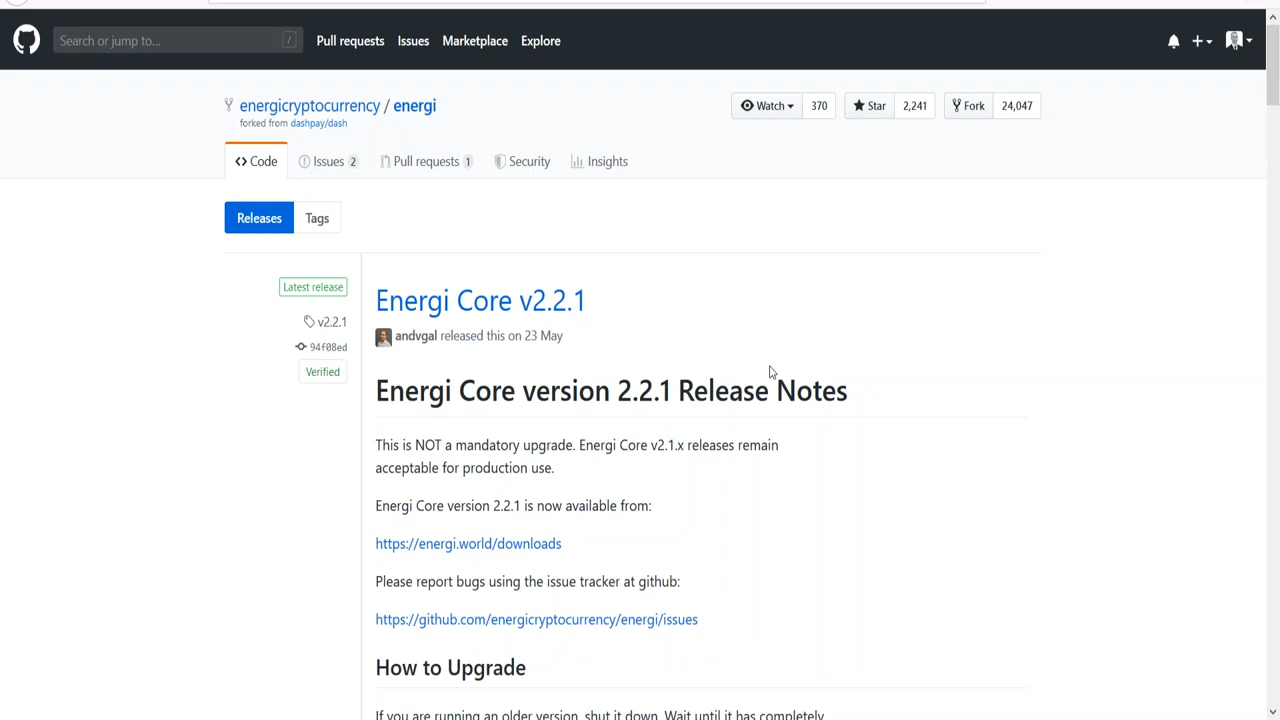 Search or jump to... /
Pull requests Issues Marketplace Explore
energicryptocurrency / energi
Watch 370 Star 2,241 Fork 24,047
forked from dashpay/dash
Code Issues 2 Pull requests 1 Security Insights
Releases Tags
Latest release
Energi Core v2.2.1
v2.2.1
andvgal released this on 23 May
94f08ed
Verified
Energi Core version 2.2.1 Release Notes
This is NOT a mandatory upgrade. Energi Core v2.1.x releases remain
acceptable for production use.
Energi Core version 2.2.1 is now available from:
https://energi.world/downloads
Please report bugs using the issue tracker at github:
https://github.com/energicryptocurrency/energi/issues
How to Upgrade
If you are running an older version, shut it down. Wait until it has completely